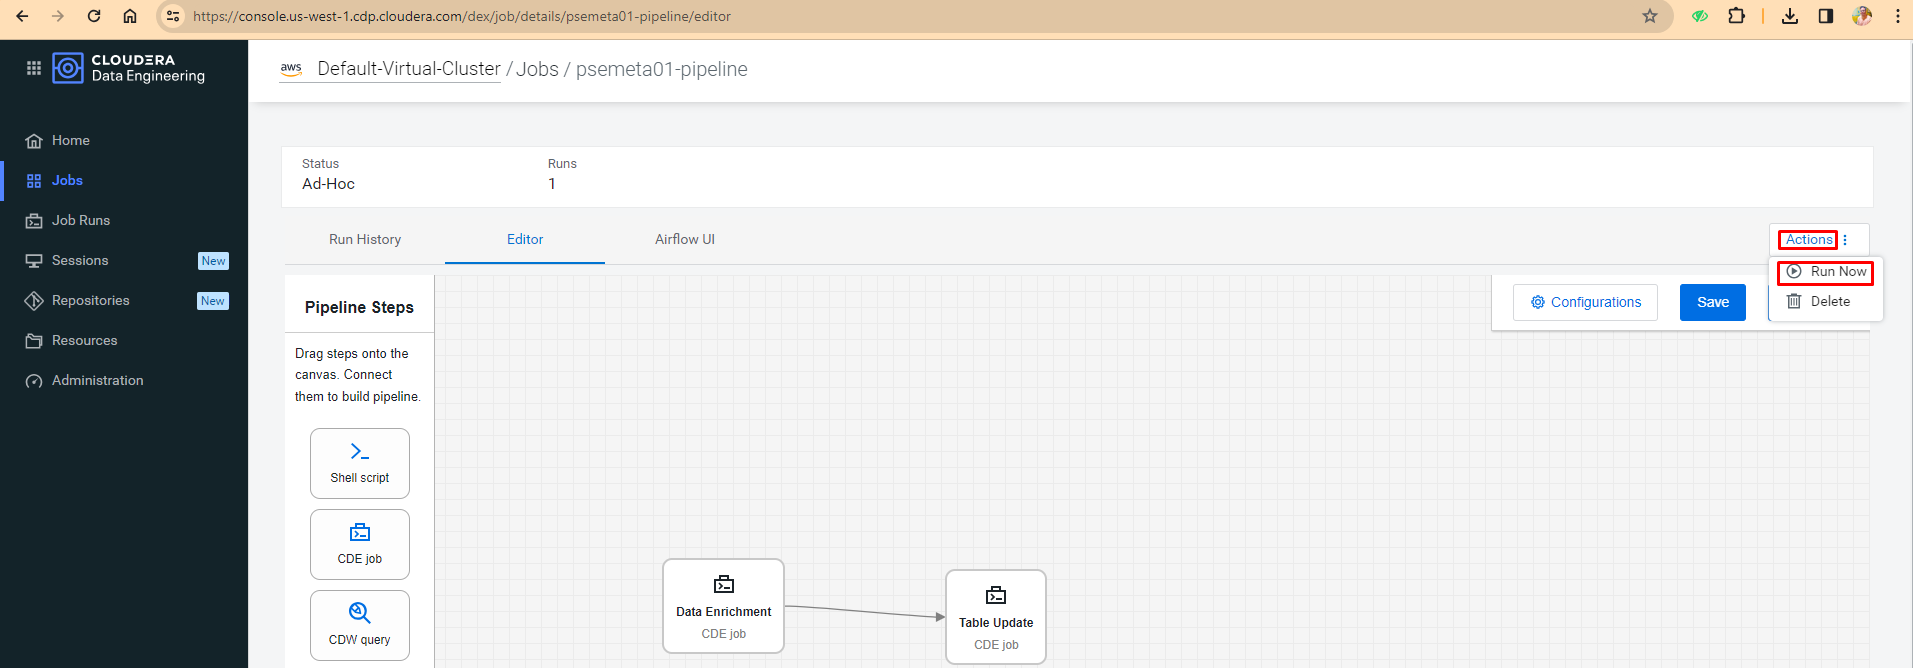 https://console.us-west-1.cdp.cloudera.com/dex/job/details/psemeta01-pipeline/editor
CLOUDERA
Data Engineering
Home
Jobs
Job Runs
Sessions New
Repositories New
Resources
Administration
aws Default-Virtual-Cluster / Jobs / psemeta01-pipeline
Status
Ad-Hoc
Runs
1
Run History Editor Airflow UI
Actions
Run Now
Delete
Configurations Save
Pipeline Steps
Drag steps onto the
canvas. Connect
them to build pipeline.
Shell script
CDE job
CDW query
Data Enrichment
CDE job
Table Update
CDE job